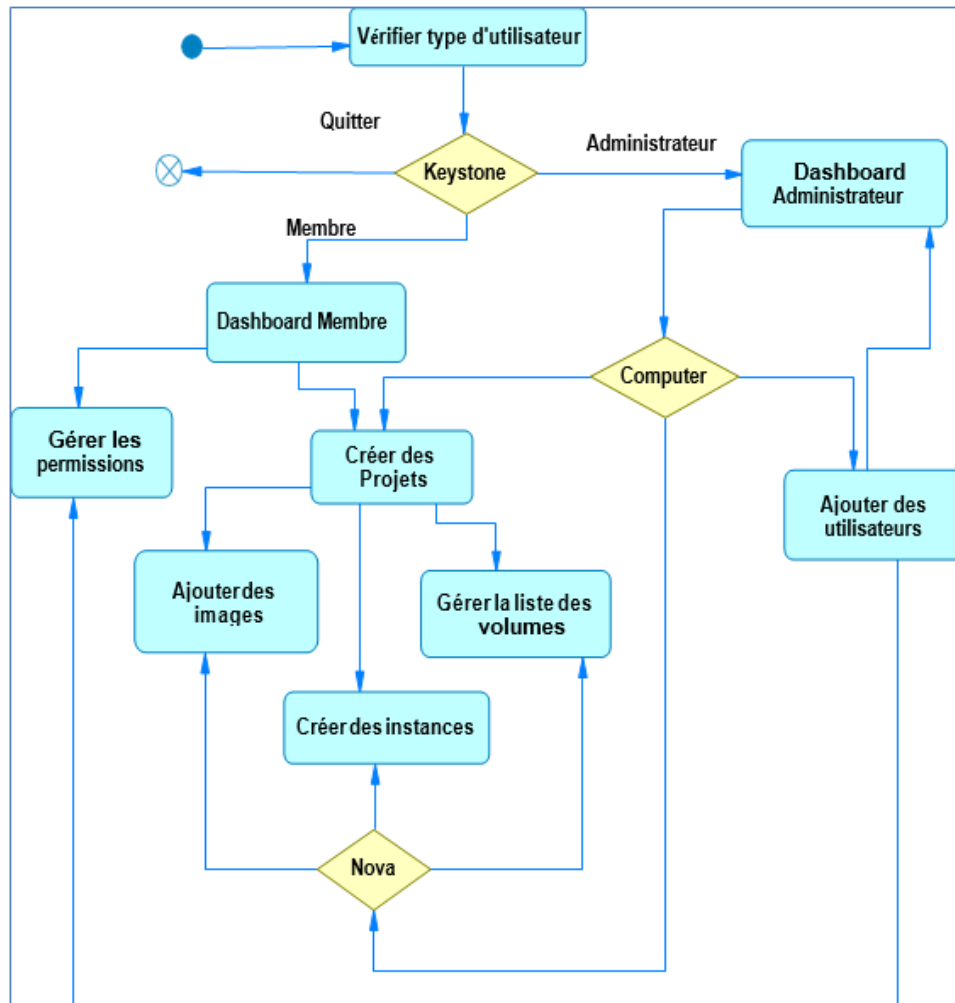 Vérifier type d'utilisateur
Quitter
Administrateur
Keystone
Dashboard
Administrateur
Membre
Dashboard Membre
Computer
Gérer les
permissions
Créer des
Projets
Ajouter des
utilisateurs
Ajouter des
images
Gérer la liste des
volumes
Créer des instances
Nova